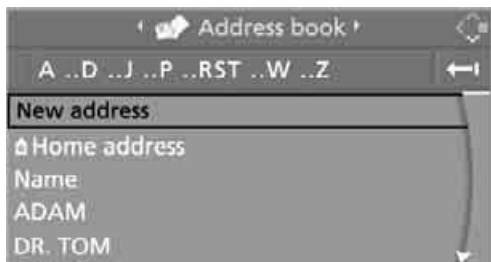 Address book
A ..D ..J ..P ..RST ..W ..Z
New address
Home address
Name
ADAM
DR. TOM